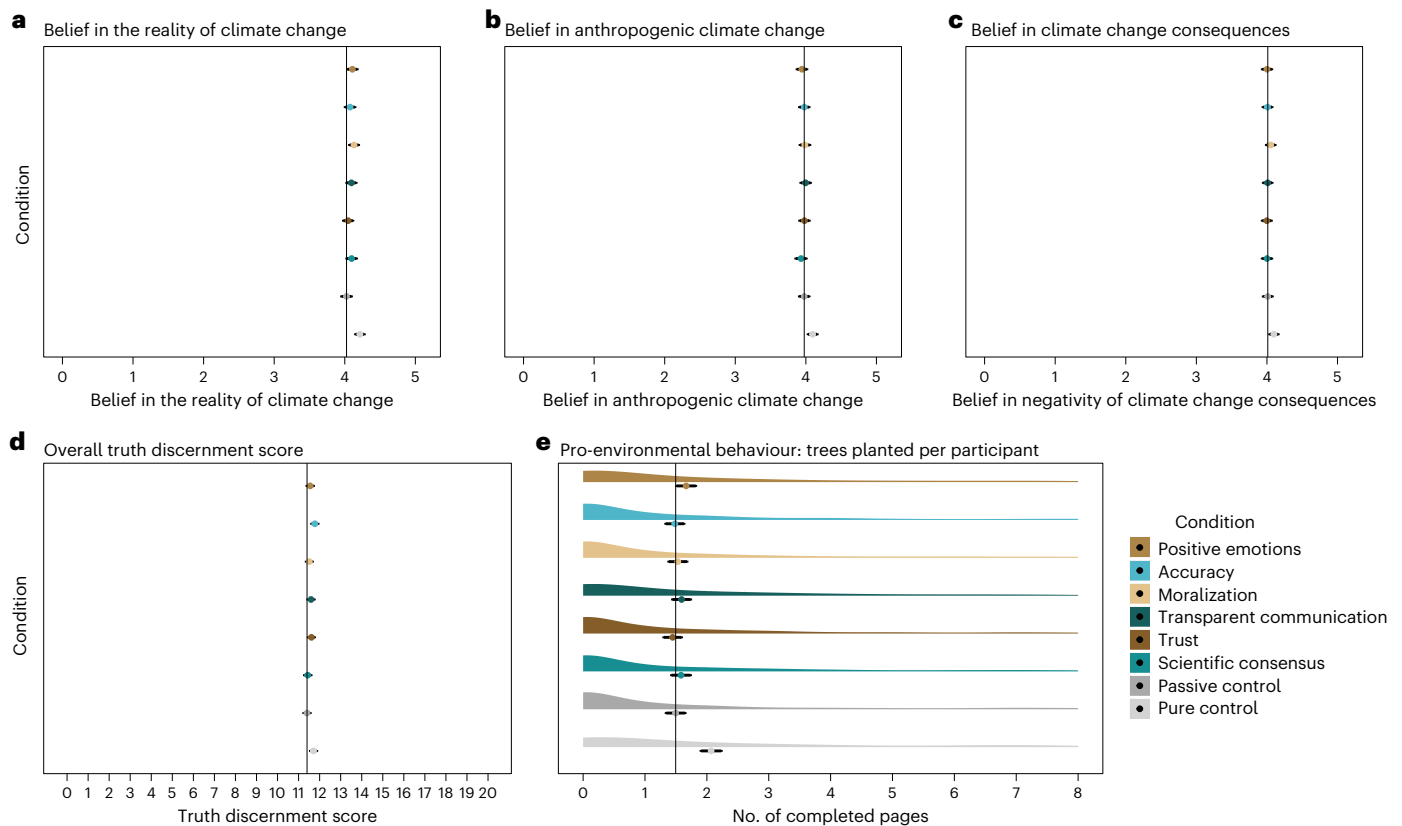 a
Belief in the reality of climate change
Condition
0 1 2 3 4 5
Belief in the reality of climate change
b
Belief in anthropogenic climate change
0 1 2 3 4 5
Belief in anthropogenic climate change
c
Belief in climate change consequences
0 1 2 3 4 5
Belief in negativity of climate change consequences
d
Overall truth discernment score
Condition
0 1 2 3 4 5 6 7 8 9 10 11 12 13 14 15 16 17 18 19 20
Truth discernment score
e
Pro-environmental behaviour: trees planted per participant
0 1 2 3 4 5 6 7 8
No. of completed pages
Condition
Positive emotions
Accuracy
Moralization
Transparent communication
Trust
Scientific consensus
Passive control
Pure control